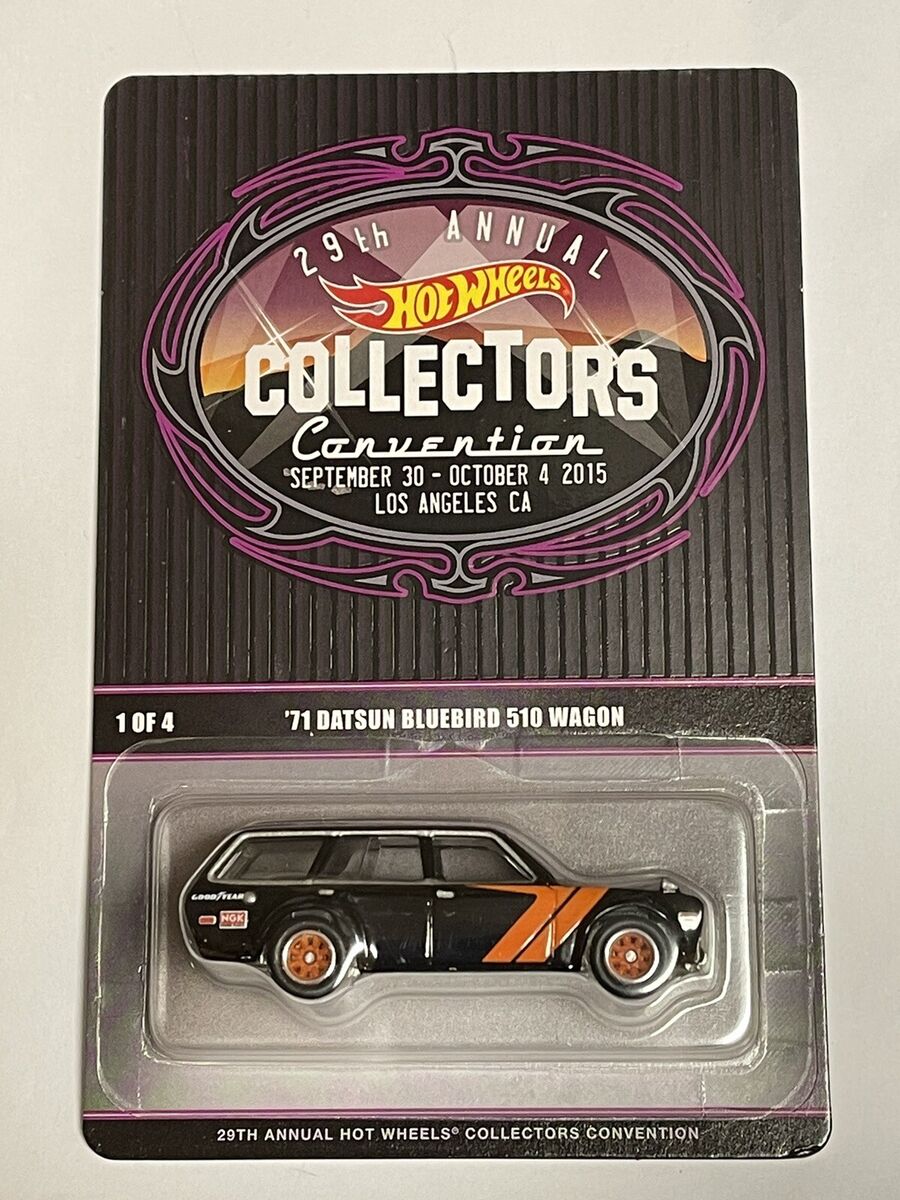 29th ANNUAL
HOT WHEELS
COLLECTORS
Convention
SEPTEMBER 30 - OCTOBER 4 2015
LOS ANGELES CA
1 OF 4
'71 DATSUN BLUEBIRD 510 WAGON
GOODYEAR
NGK
29TH ANNUAL HOT WHEELS® COLLECTORS CONVENTION